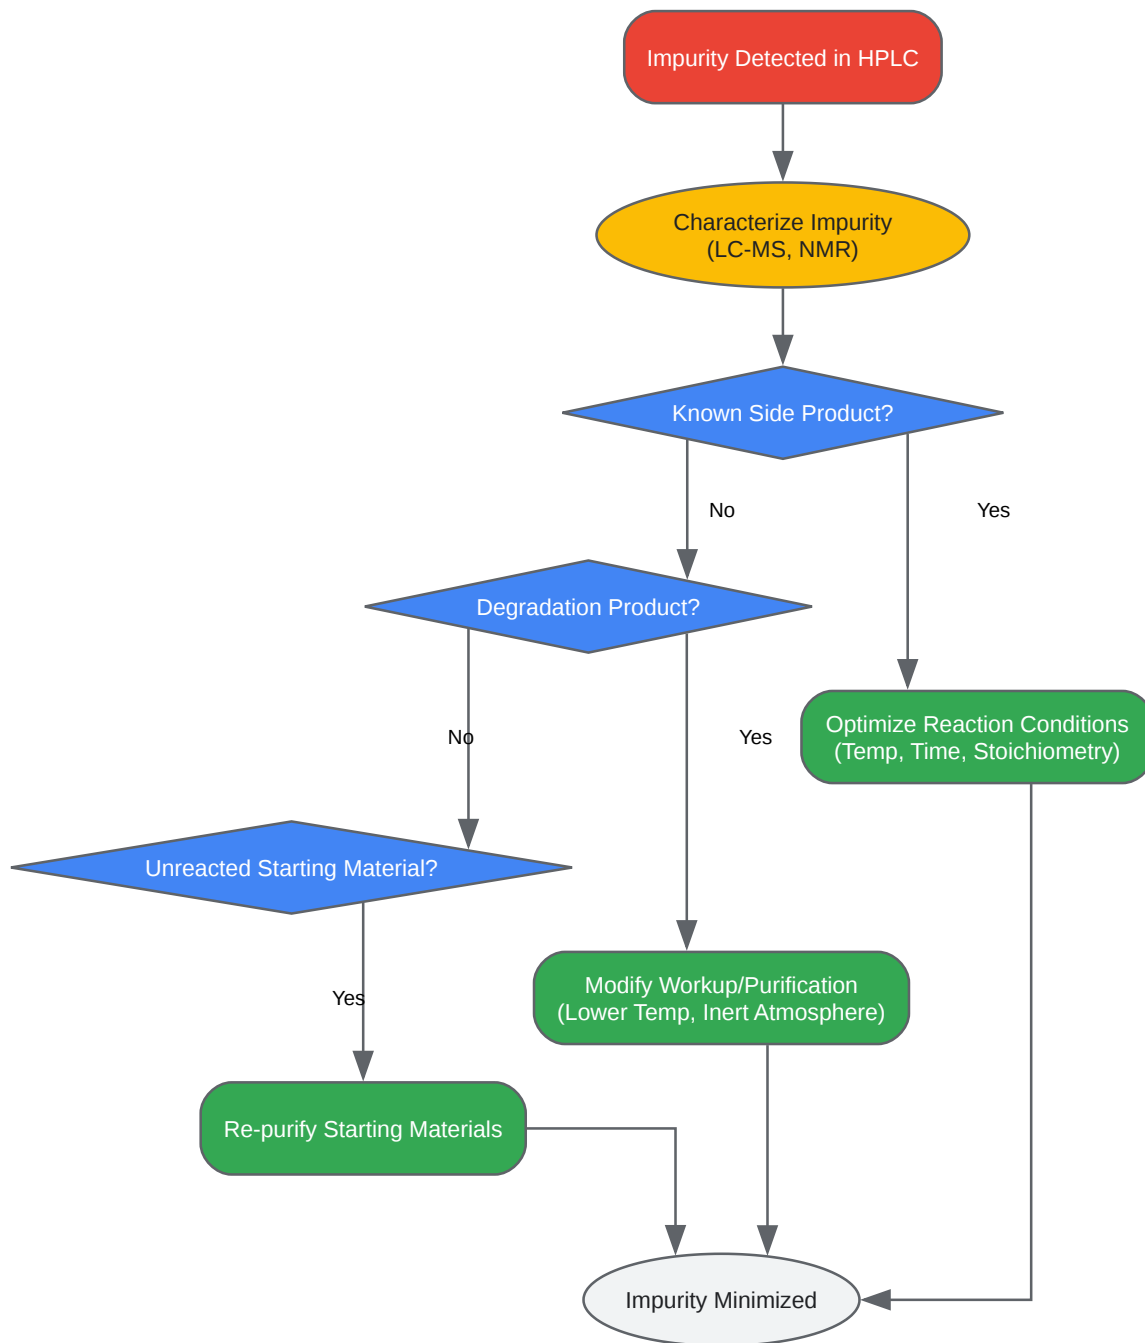 Impurity Detected in HPLC
Characterize Impurity
(LC-MS, NMR)
Known Side Product?
No
Yes
Degradation Product?
Optimize Reaction Conditions
(Temp, Time, Stoichiometry)
No
Yes
Unreacted Starting Material?
Modify Workup/Purification
(Lower Temp, Inert Atmosphere)
Yes
Re-purify Starting Materials
Impurity Minimized